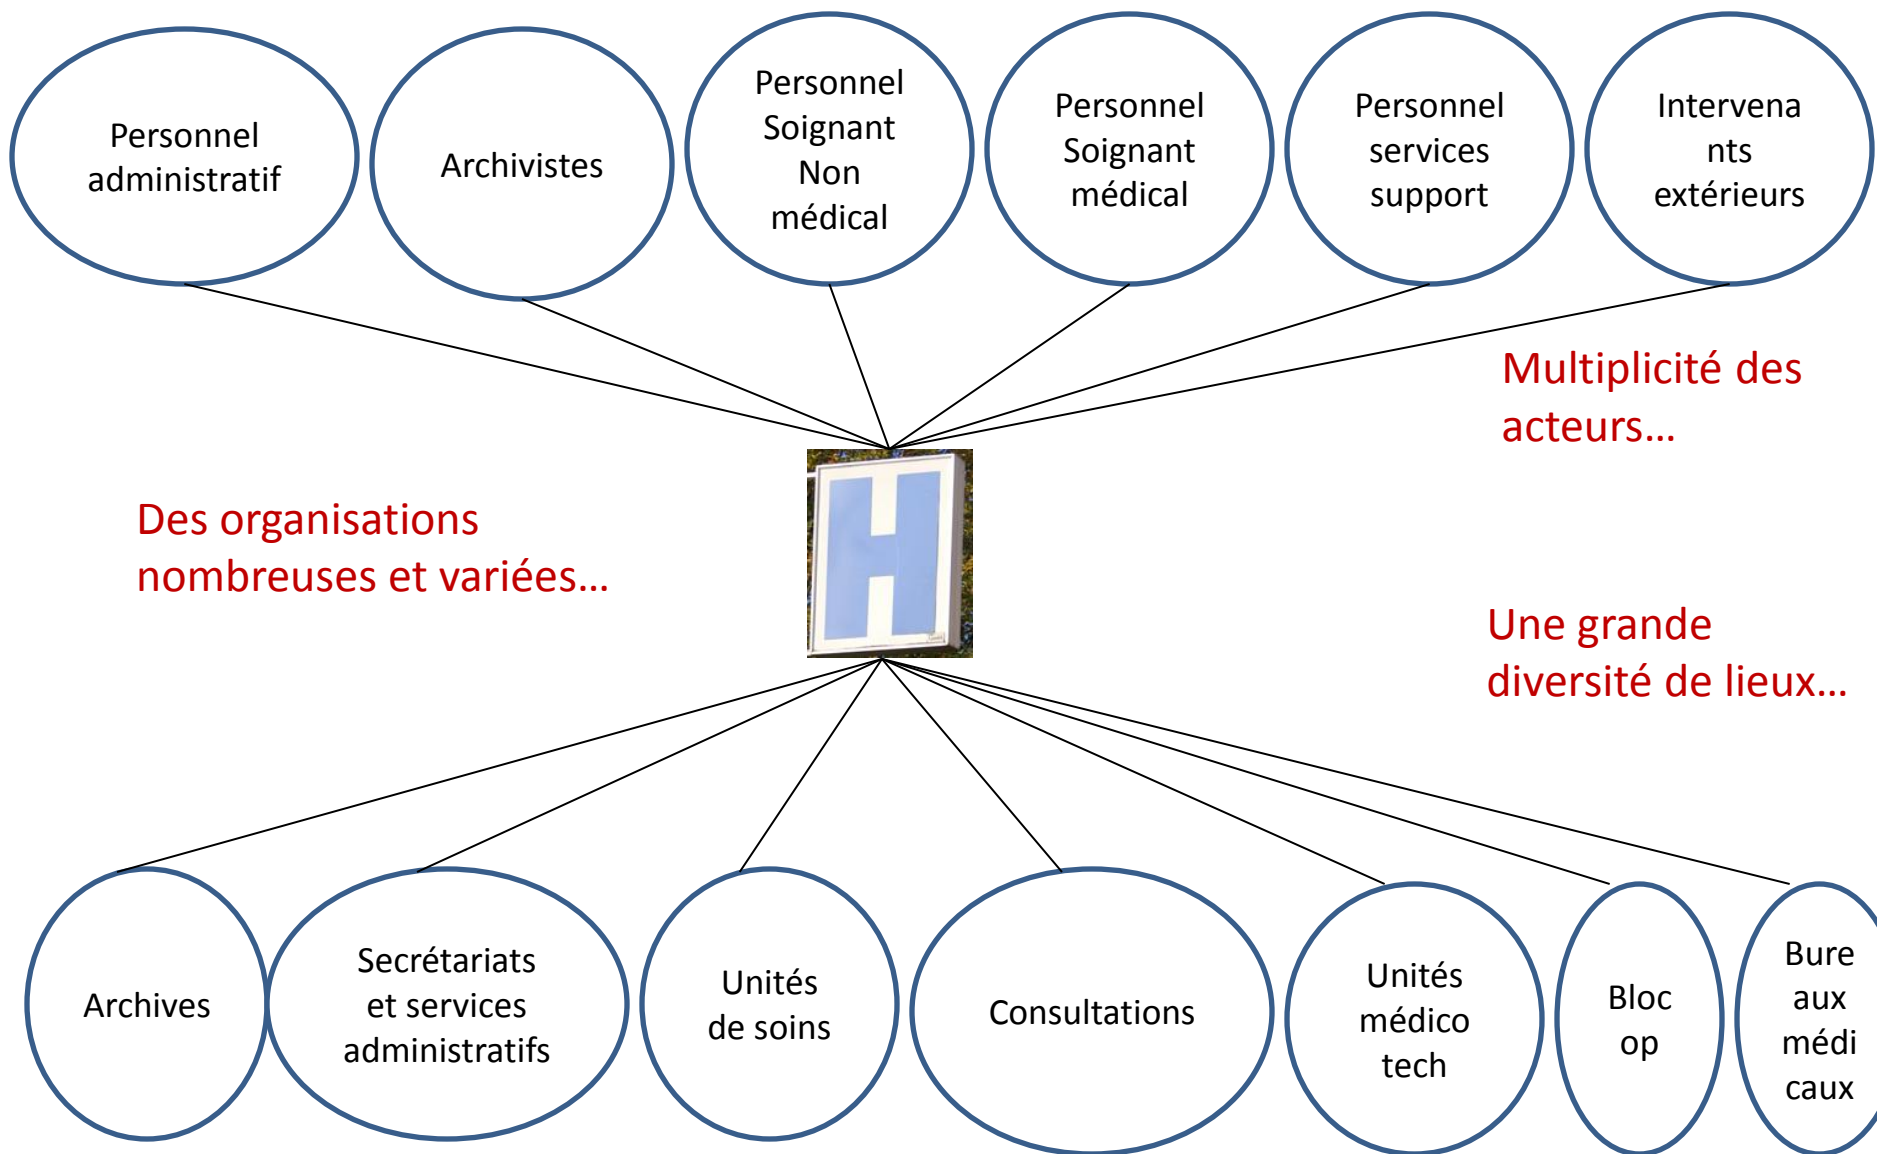 Personnel
administratif
Archivistes
Personnel
Soignant
Non
médical
Personnel
Soignant
médical
Personnel
services
support
Intervena
nts
extérieurs
Multiplicité des
acteurs...
Des organisations
nombreuses et variées...
H
Une grande
diversité de lieux...
Archives
Secrétariats
et services
administratifs
Unités
de soins
Consultations
Unités
médico
tech
Bloc
op
Bure
aux
médi
caux